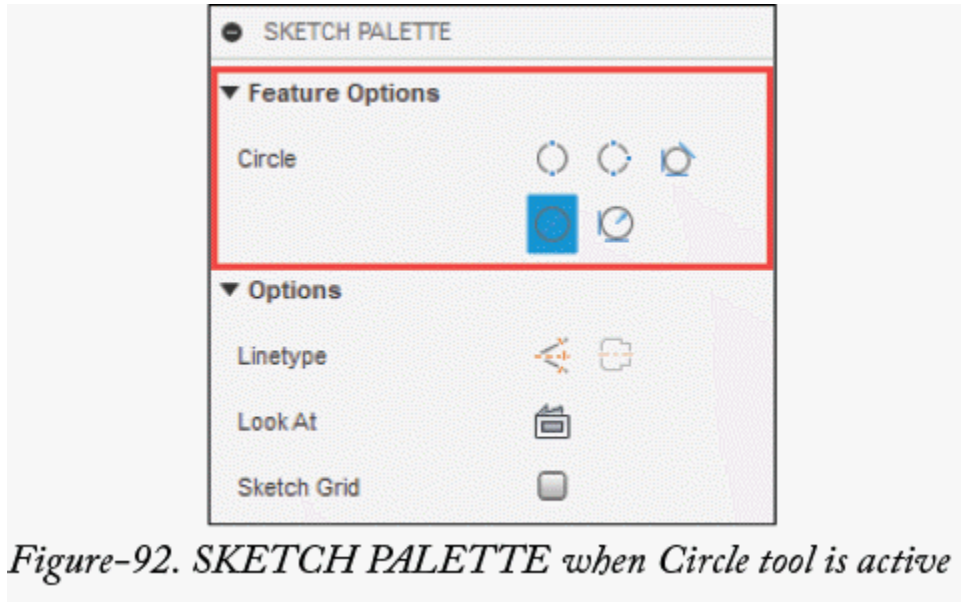 SKETCH PALETTE
Feature Options
Circle
Options
Linetype
Look At
Sketch Grid
Figure-92. SKETCH PALETTE when Circle tool is active